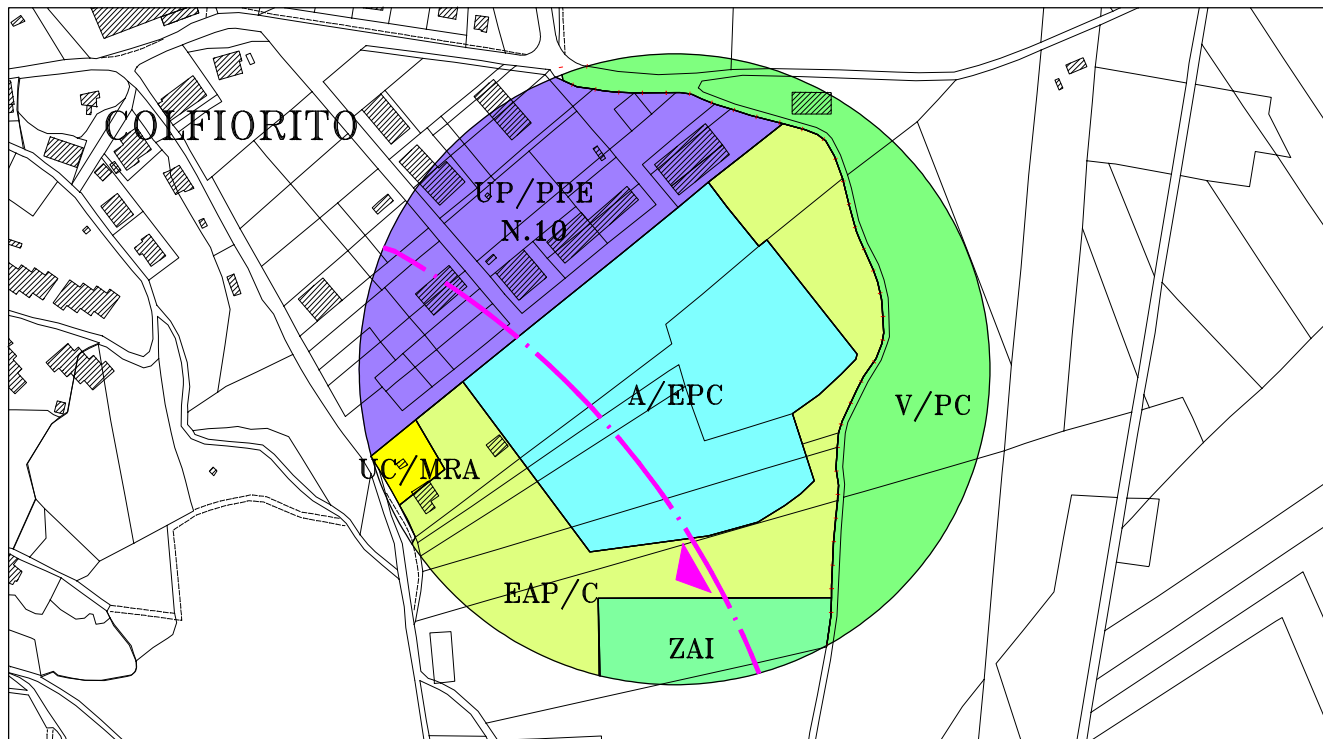 COLFIORITO
UP/PPE
N.10
A/EPC
V/PC
UC/MRA
EAP/C
ZAI